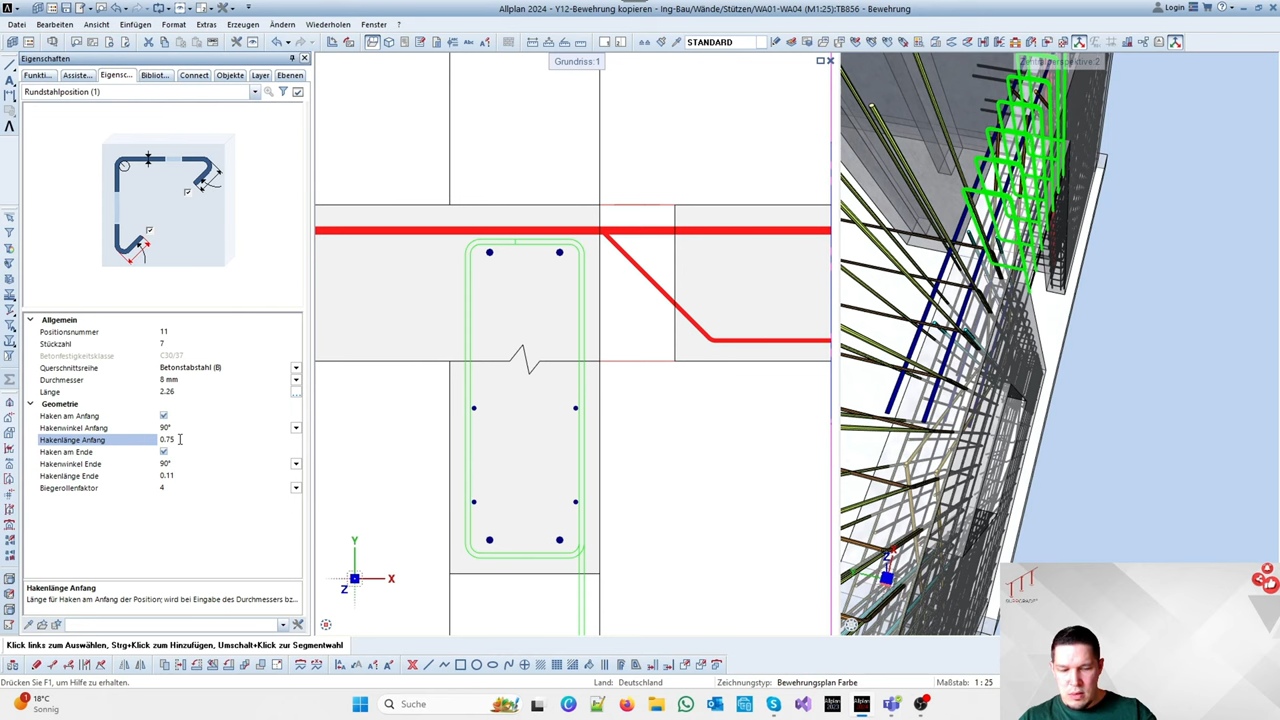 Allplan 2024 - Y12-Bewehrung kopieren - Ing-Bau/Wände/Stützen/WA01-WA04 (M1:25):TB856 - Bewehrung
Login
Datei Bearbeiten Ansicht Einfügen Format Extras Erzeugen Ändern Wiederholen Fenster ?
STANDARD
Eigenschaften
Funkti... Assiste... Eigensc... Bibliot... Connect Objekte Layer Ebenen
Rundstahlposition (1)
Grundriss:1
Zentralperspektive:2
Allgemein
Positionsnummer 11
Stückzahl 7
Betonfestigkeitsklasse C30/37
Querschnittsreihe Betonstabstahl (B)
Durchmesser 8 mm
Länge 2.26
Geometrie
Haken am Anfang
Hakenwinkel Anfang 90°
Hakenlänge Anfang 0.75
Haken am Ende
Hakenwinkel Ende 90°
Hakenlänge Ende 0.11
Biegerollenfaktor 4
Y
X
Z
Z
Hakenlänge Anfang
Länge für Haken am Anfang der Position; wird bei Eingabe des Durchmessers bz...
Klick links zum Auswählen, Strg+Klick zum Hinzufügen, Umschalt+Klick zur Segmentwahl
Drücken Sie F1, um Hilfe zu erhalten.
Land: Deutschland
Zeichnungstyp: Bewehrungsplan Farbe
Maßstab: 1 : 25
18°C
Sonnig
Suche